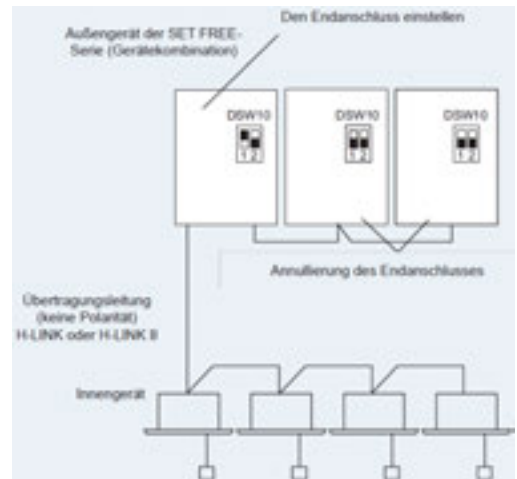 Den Endanschluss einstellen
Außengerät der SET FREE-
Serie (Gerätekombination)
DSW10
DSW10
DSW10
1 2
1 2
1 2
Annullierung des Endanschlusses
Übertragungsleitung
(keine Polarität)
H-LINK oder H-LINK II
Innengerät